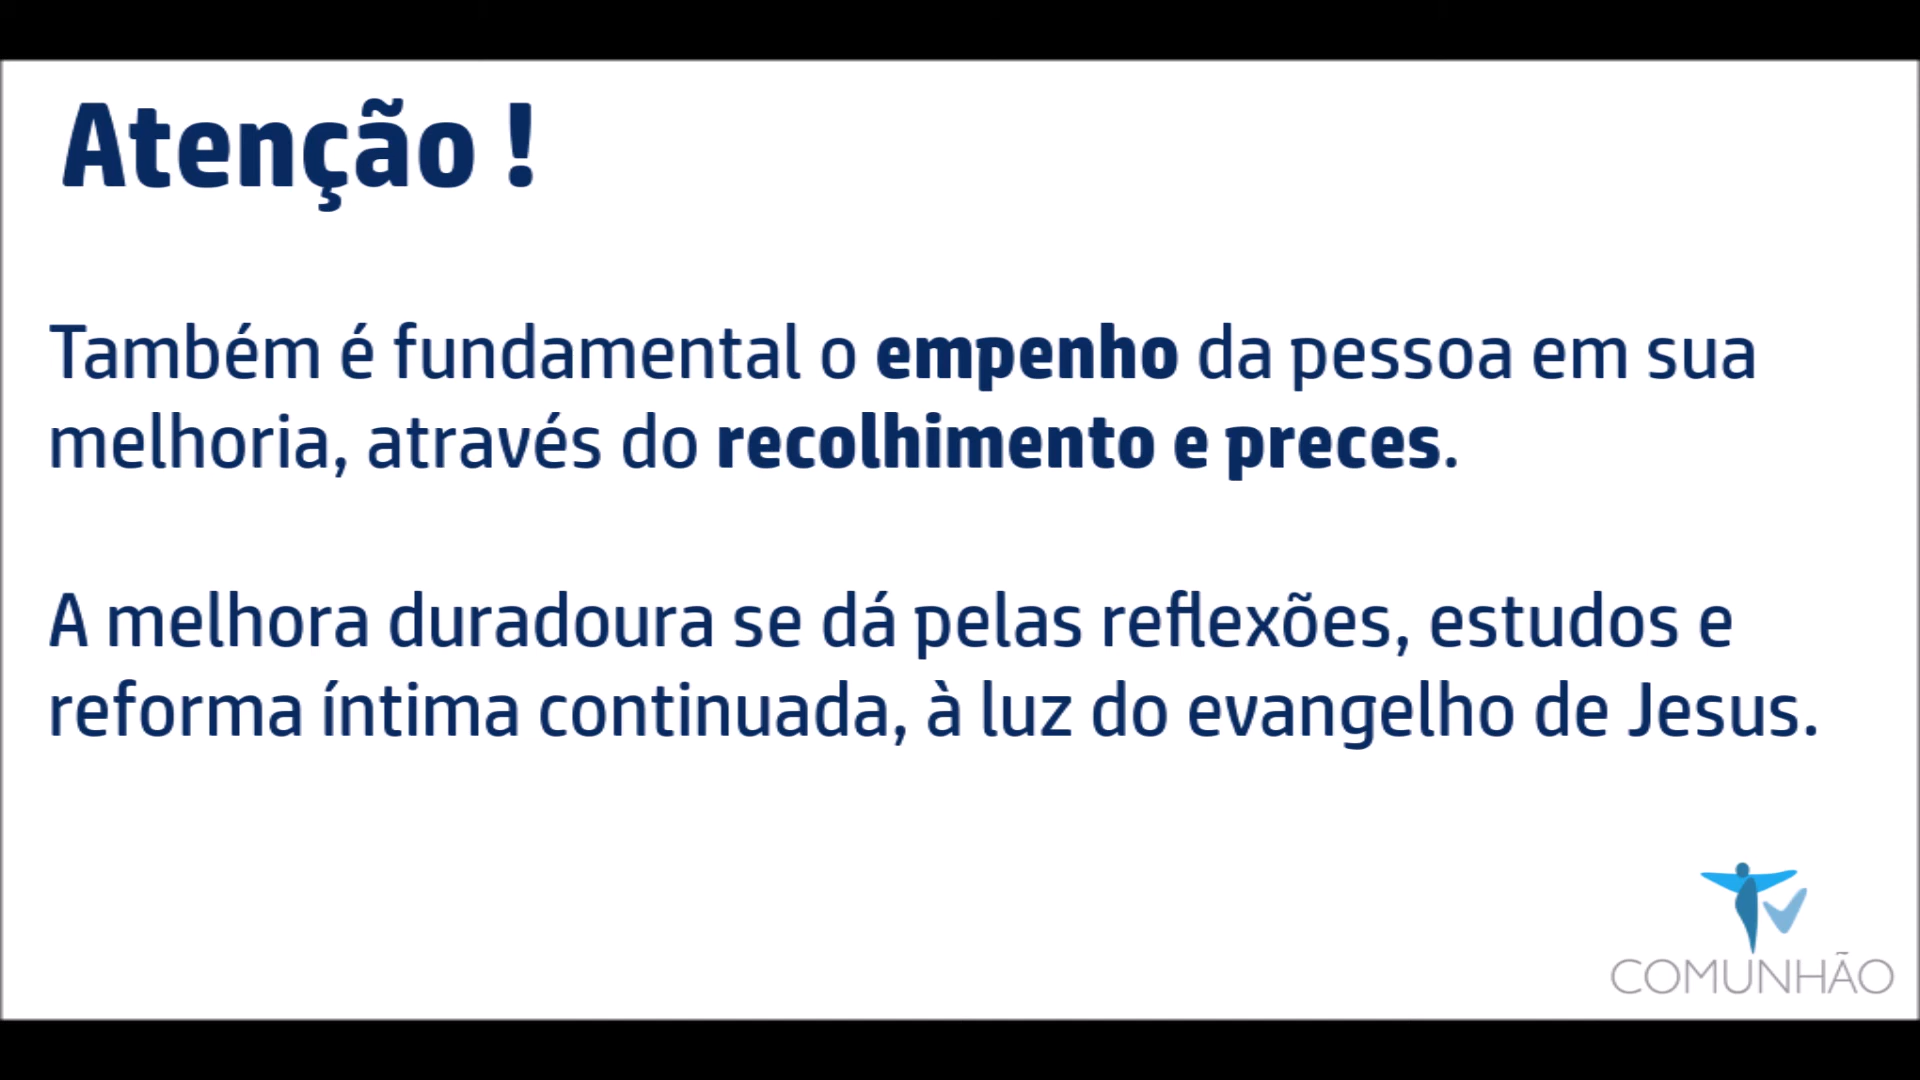 Atenção !
Também é fundamental o empenho da pessoa em sua
melhoria, através do recolhimento e preces.
A melhora duradoura se dá pelas reflexões, estudos e
reforma íntima continuada, à luz do evangelho de Jesus.
COMUNHÃO